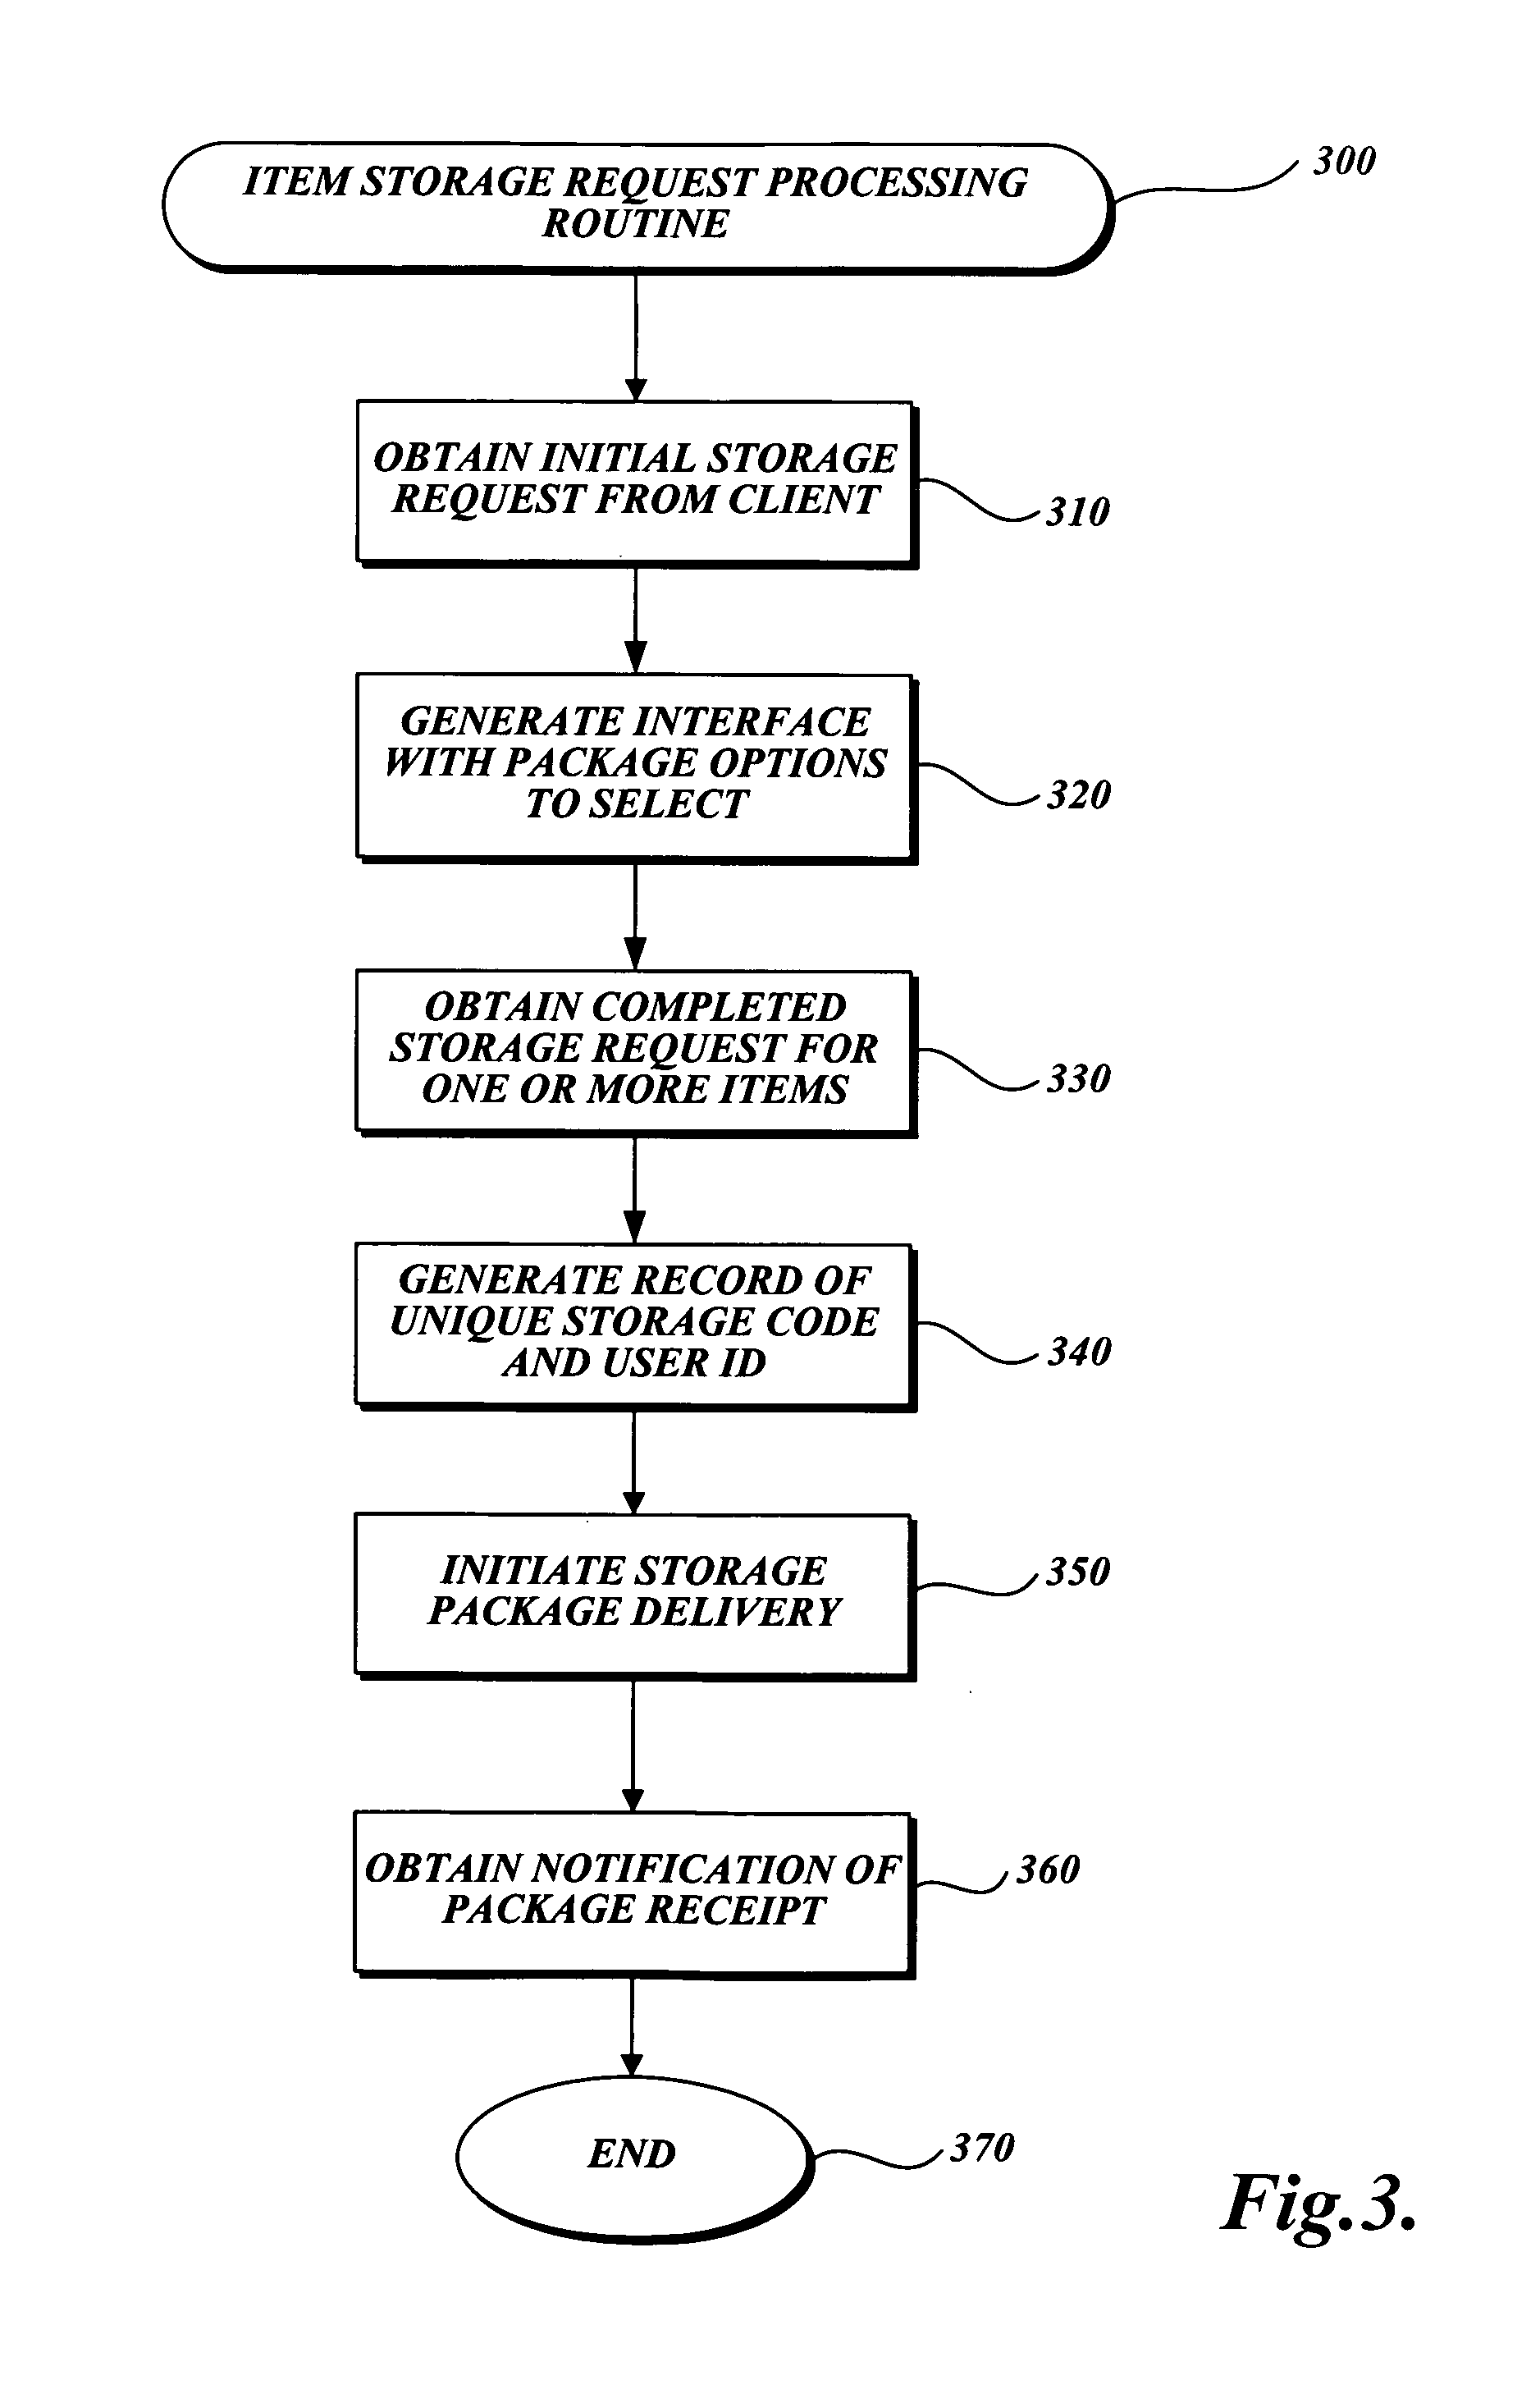 ITEM STORAGE REQUEST PROCESSING
ROUTINE
300
OBTAIN INITIAL STORAGE
REQUEST FROM CLIENT
310
GENERATE INTERFACE
WITH PACKAGE OPTIONS
TO SELECT
320
OBTAIN COMPLETED
STORAGE REQUEST FOR
ONE OR MORE ITEMS
330
GENERATE RECORD OF
UNIQUE STORAGE CODE
AND USER ID
340
INITIATE STORAGE
PACKAGE DELIVERY
350
OBTAIN NOTIFICATION OF
PACKAGE RECEIPT
360
END
370
Fig.3.